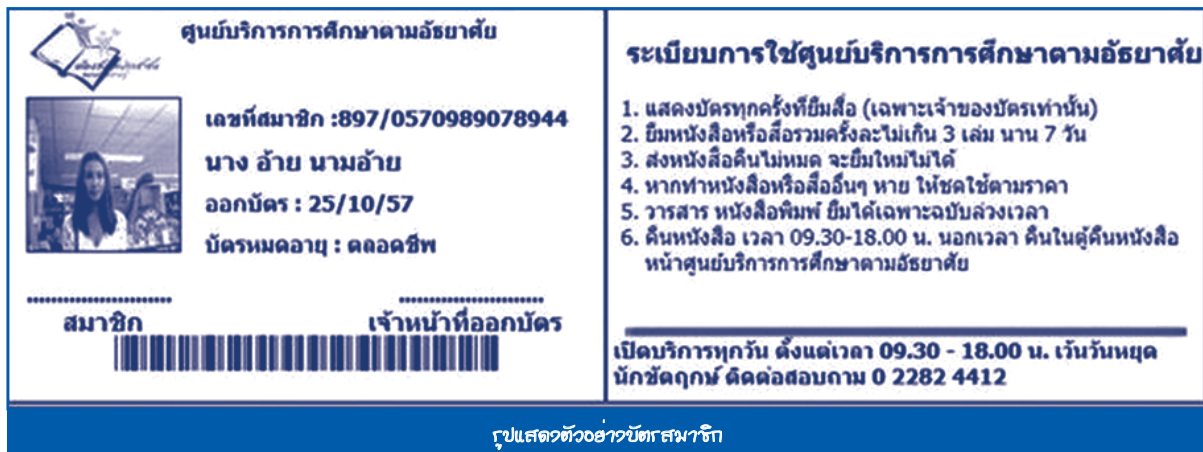 ศูนย์บริการการศึกษาตามอัธยาศัย
เลขที่สมาชิก :897/0570989078944
นาง อ้าย นามอ้าย
ออกบัตร : 25/10/57
บัตรหมดอายุ : ตลอดชีพ
สมาชิก
เจ้าหน้าที่ออกบัตร
ระเบียบการใช้ศูนย์บริการการศึกษาตามอัธยาศัย
1. แสดงบัตรทุกครั้งที่ยืมสื่อ (เฉพาะเจ้าของบัตรเท่านั้น)
2. ยืมหนังสือหรือสื่อรวมครั้งละไม่เกิน 3 เล่ม นาน 7 วัน
3. ส่งหนังสือคืนไม่หมด จะยืมใหม่ไม่ได้
4. หากทำหนังสือหรือสื่ออื่นๆ หาย ให้ชดใช้ตามราคา
5. วารสาร หนังสือพิมพ์ ยืมได้เฉพาะฉบับล่วงเวลา
6. คืนหนังสือ เวลา 09.30-18.00 น. นอกเวลา คืนในตู้คืนหนังสือ
หน้าศูนย์บริการการศึกษาตามอัธยาศัย
เปิดบริการทุกวัน ตั้งแต่เวลา 09.30 - 18.00 น. เว้นวันหยุด
นักขัตฤกษ์ ติดต่อสอบถาม 0 2282 4412
รูปแสดงตัวอย่างบัตรสมาชิก